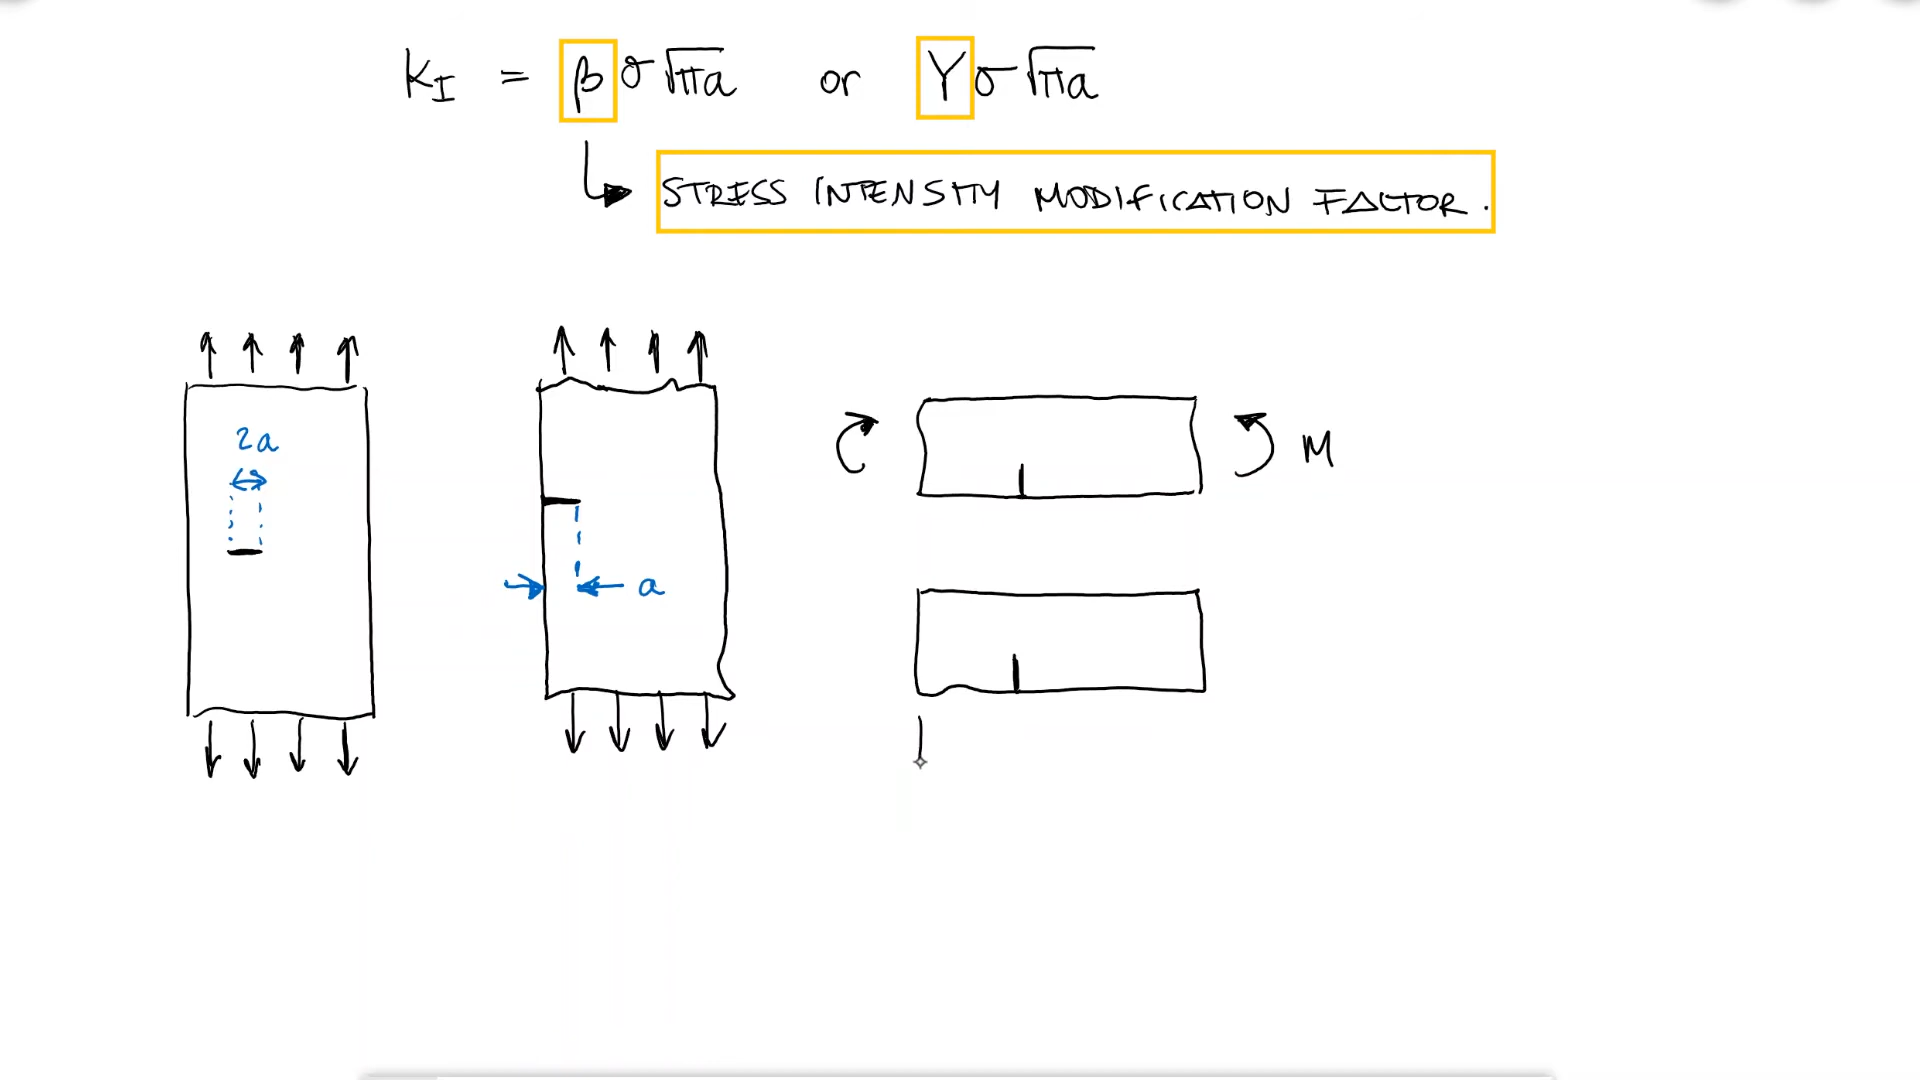 K_I = β σ √πa or Y σ √πa
STRESS INTENSITY MODIFICATION FACTOR.
2a
M
a